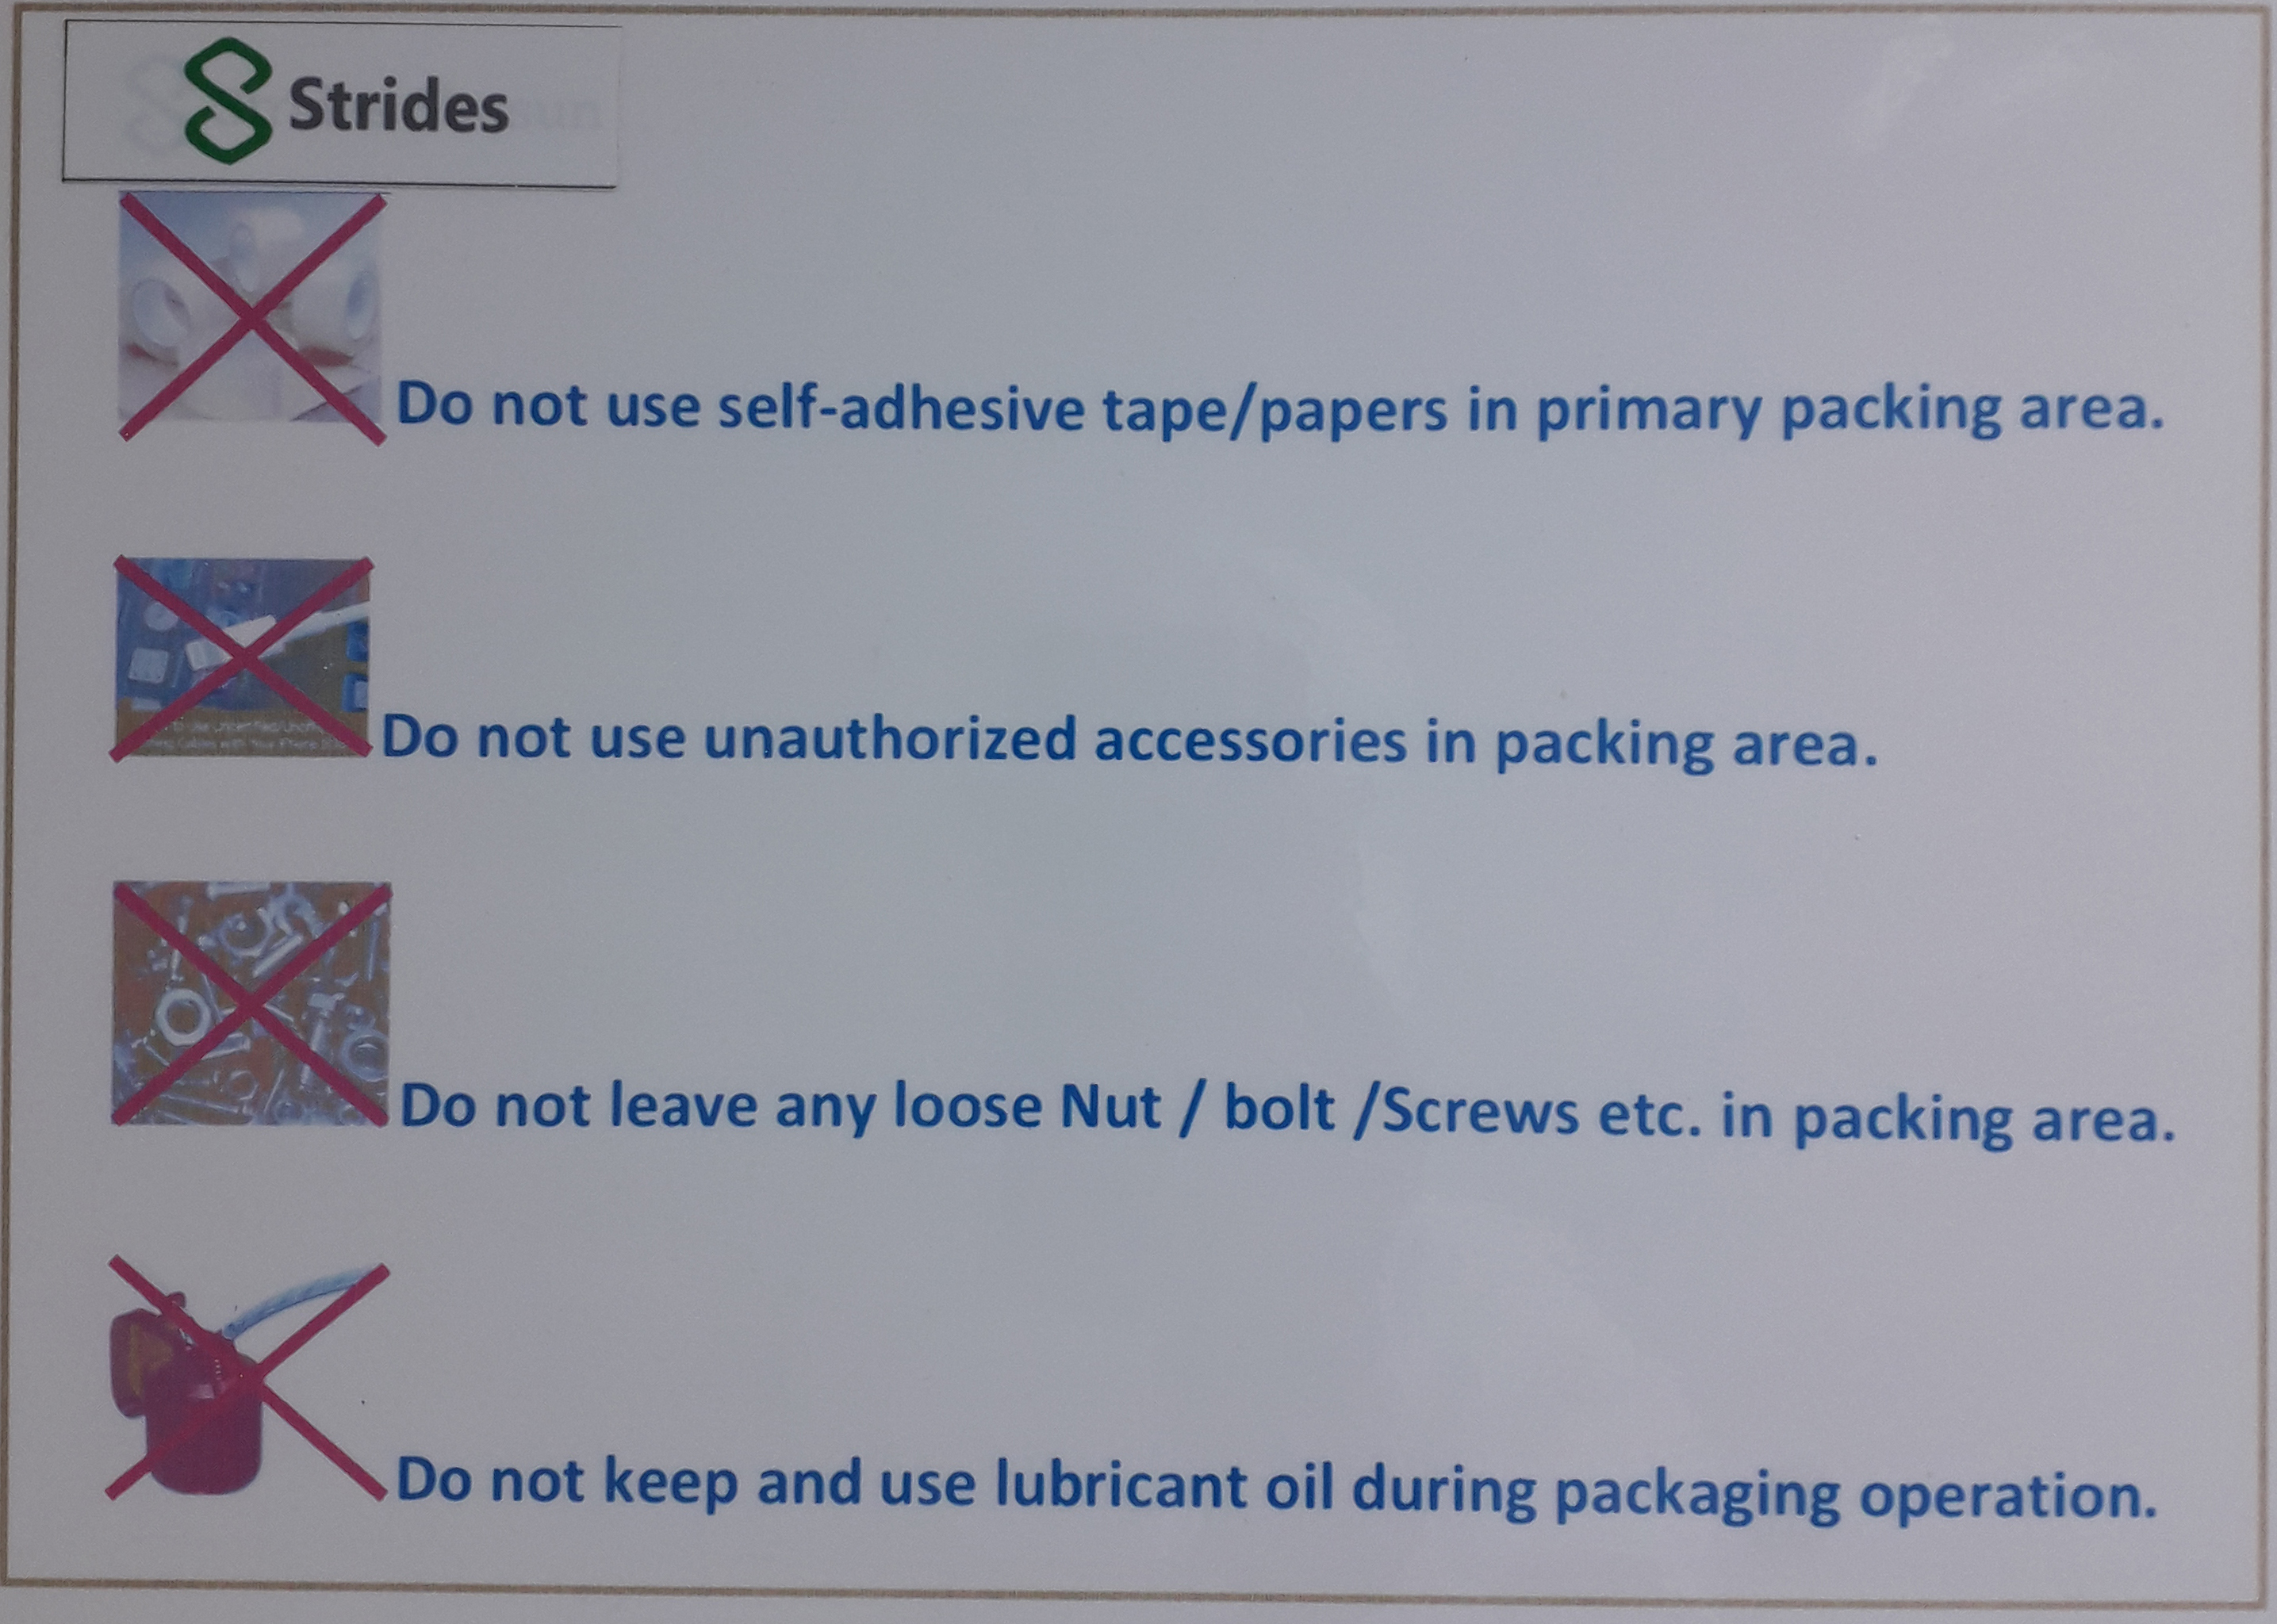 Strides
Do not use self-adhesive tape/papers in primary packing area.
Do not use unauthorized accessories in packing area.
Do not leave any loose Nut / bolt /Screws etc. in packing area.
Do not keep and use lubricant oil during packaging operation.